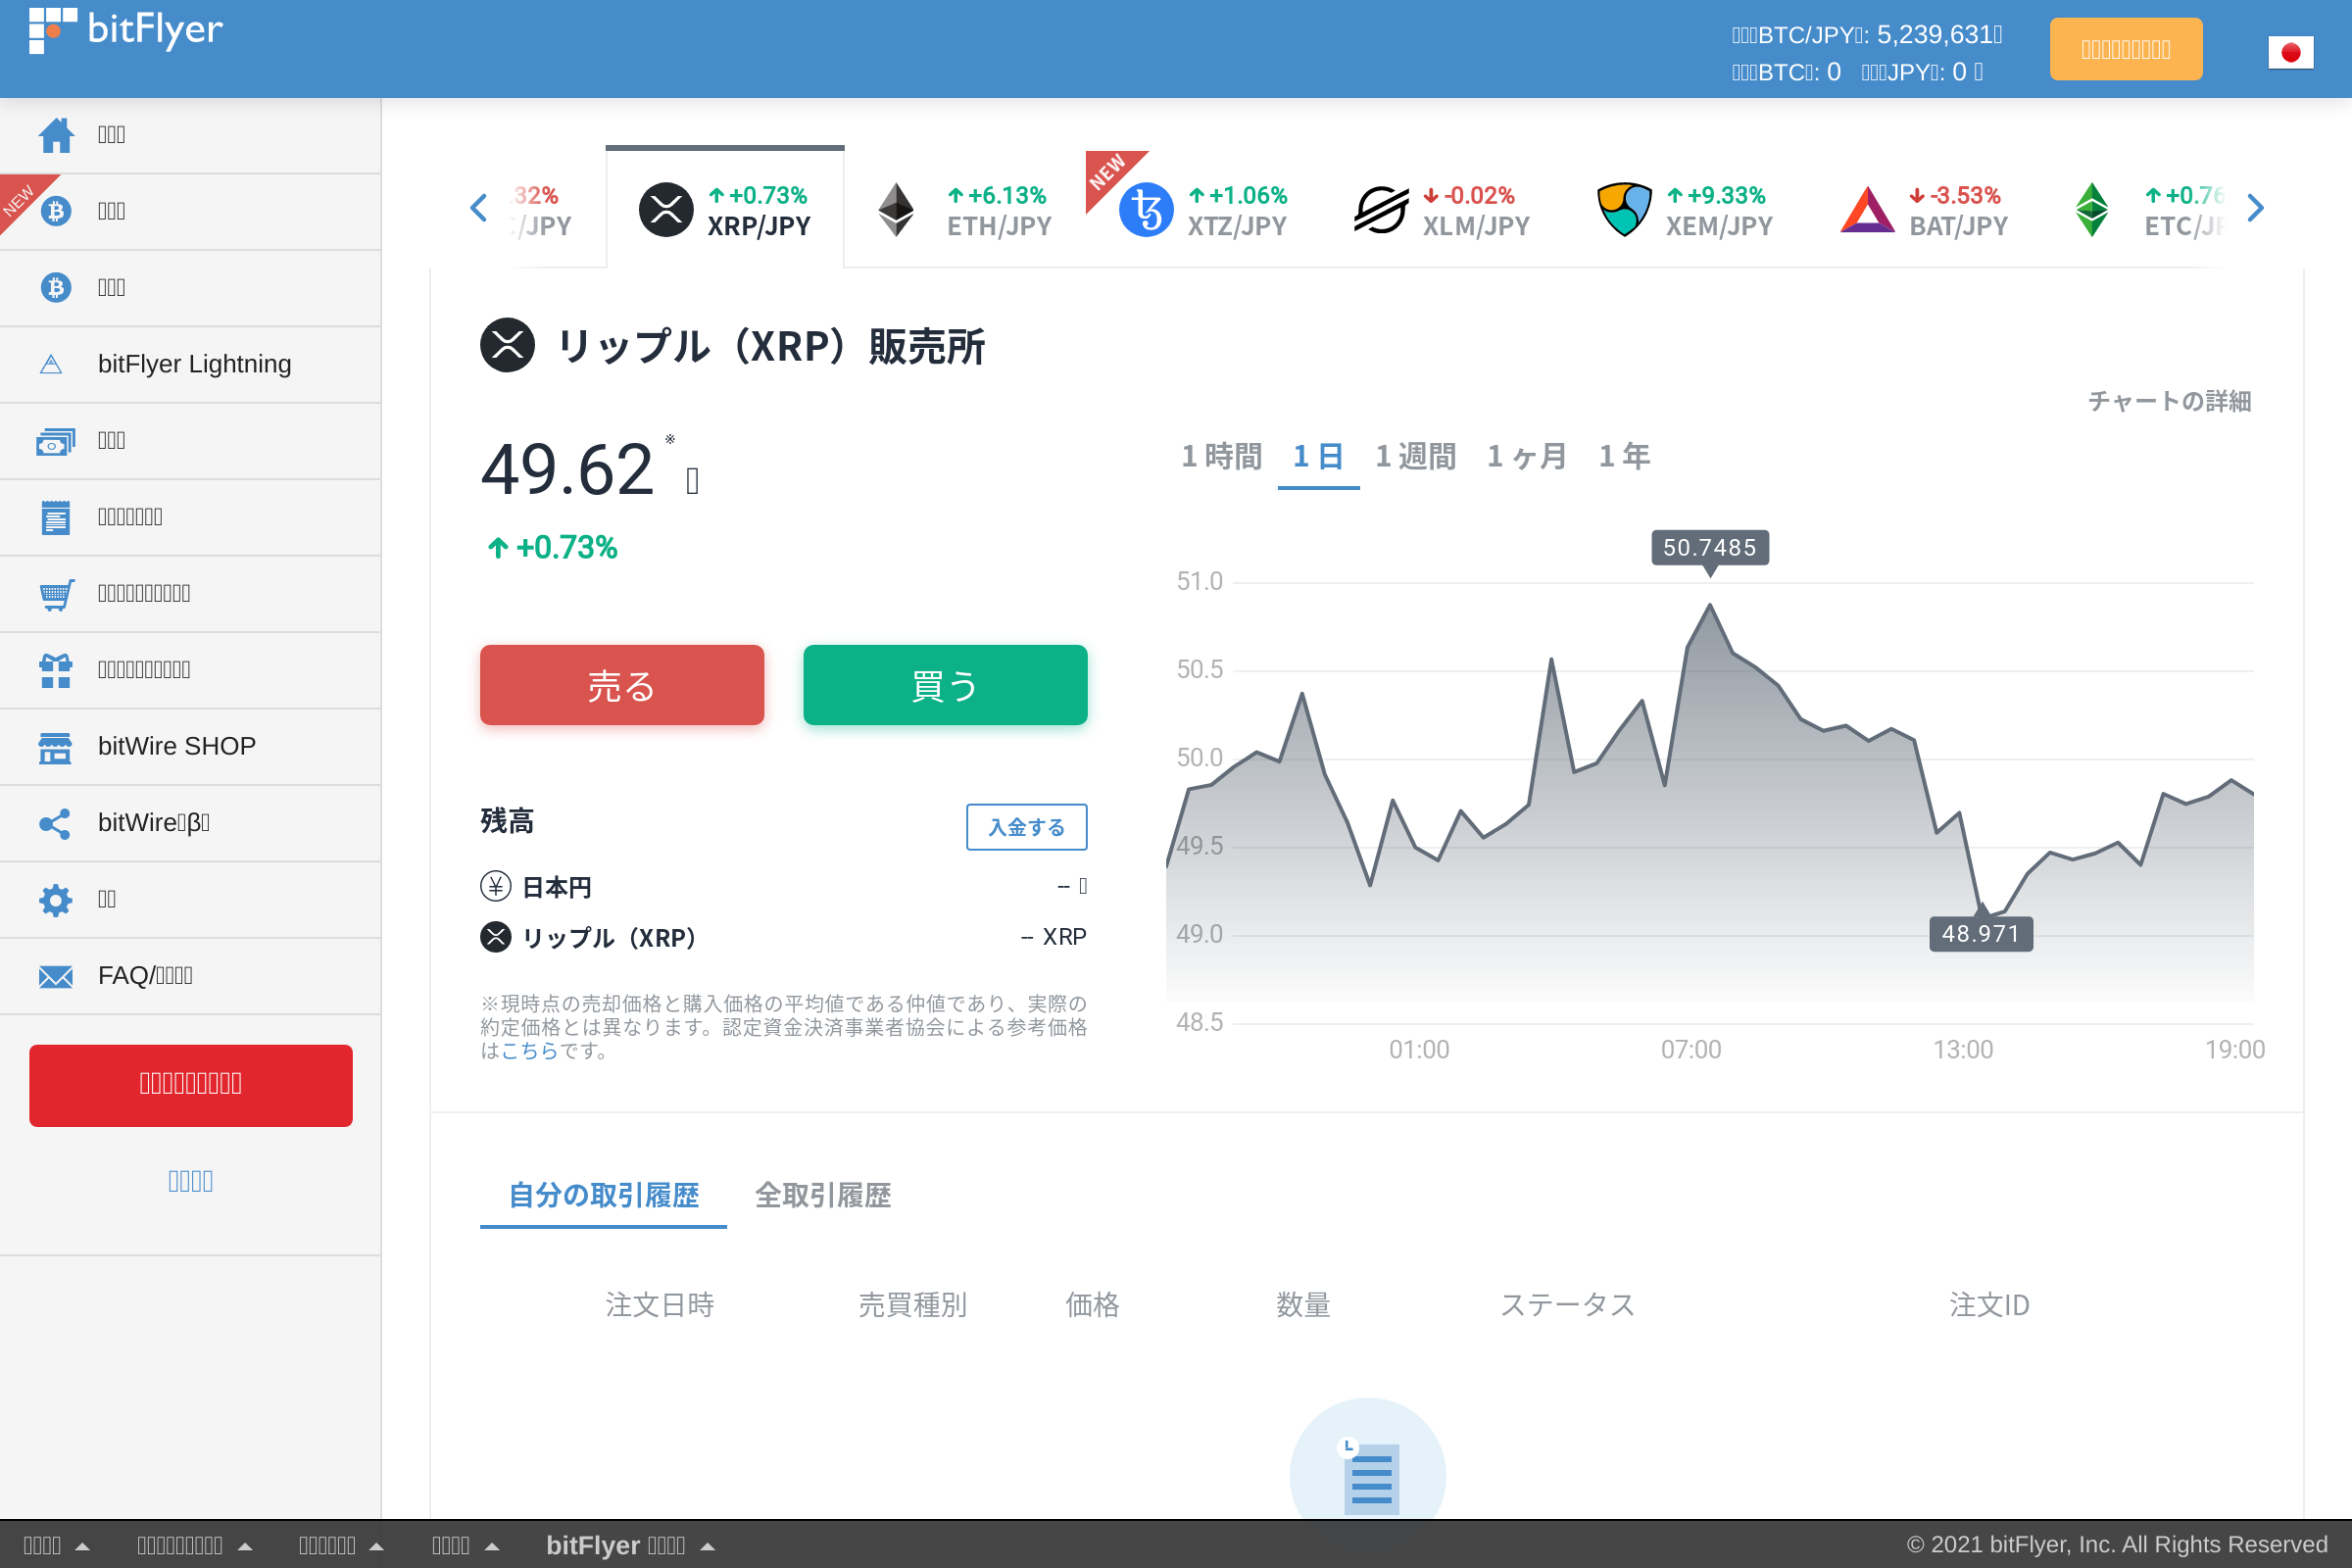 bitFlyer
BTC/JPY: 5,239,631
BTC: 0 JPY: 0
NEW
bitFlyer Lightning
bitWire SHOP
bitWire β
FAQ/
.32%
/JPY
+0.73%
XRP/JPY
+6.13%
ETH/JPY
NEW
+1.06%
XTZ/JPY
-0.02%
XLM/JPY
+9.33%
XEM/JPY
-3.53%
BAT/JPY
+0.76
ETC/JP
リップル（XRP）販売所
チャートの詳細
49.62 ※
+0.73%
売る
買う
残高
入金する
日本円
--
リップル（XRP）
-- XRP
※現時点の売却価格と購入価格の平均値である仲値であり、実際の
約定価格とは異なります。認定資金決済事業者協会による参考価格
はこちらです。
1 時間 1 日 1 週間 1 ヶ月 1 年
50.7485
51.0
50.5
50.0
49.5
49.0
48.971
48.5
01:00 07:00 13:00 19:00
自分の取引履歴 全取引履歴
注文日時 売買種別 価格 数量 ステータス 注文ID
bitFlyer
© 2021 bitFlyer, Inc. All Rights Reserved